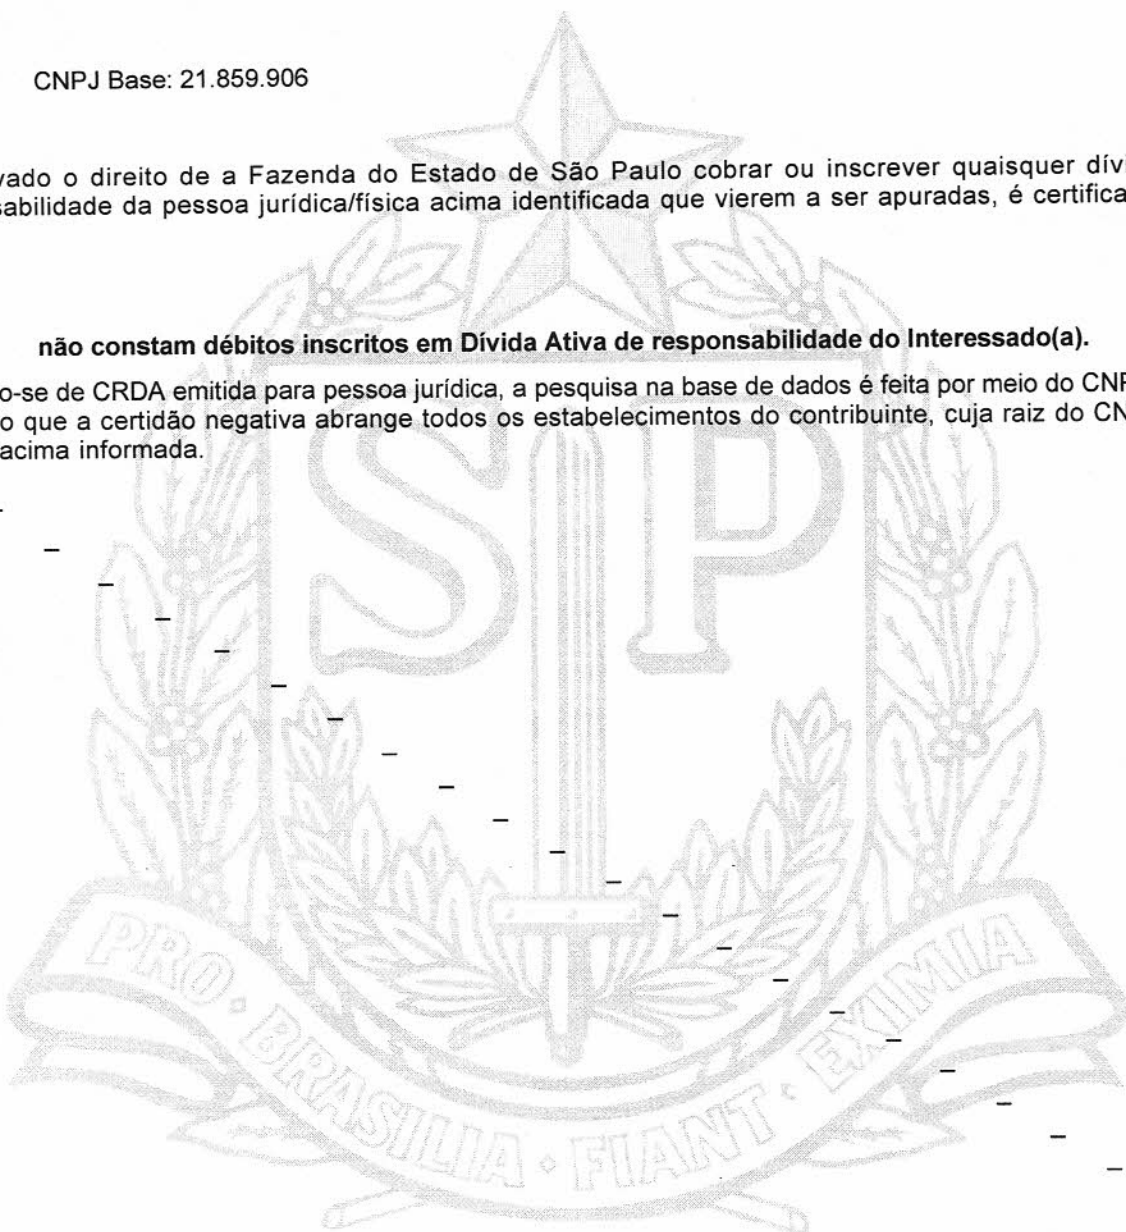 CNPJ Base: 21.859.906
vado o direito de a Fazenda do Estado de São Paulo cobrar ou inscrever quaisquer dívi
sabilidade da pessoa jurídica/física acima identificada que vierem a ser apuradas, é certifica
não constam débitos inscritos em Dívida Ativa de responsabilidade do Interessado(a).
o-se de CRDA emitida para pessoa jurídica, a pesquisa na base de dados é feita por meio do CNP
o que a certidão negativa abrange todos os estabelecimentos do contribuinte, cuja raiz do CN
acima informada.
SP
PRO • BRASILIA • FIANT • EXIMIA